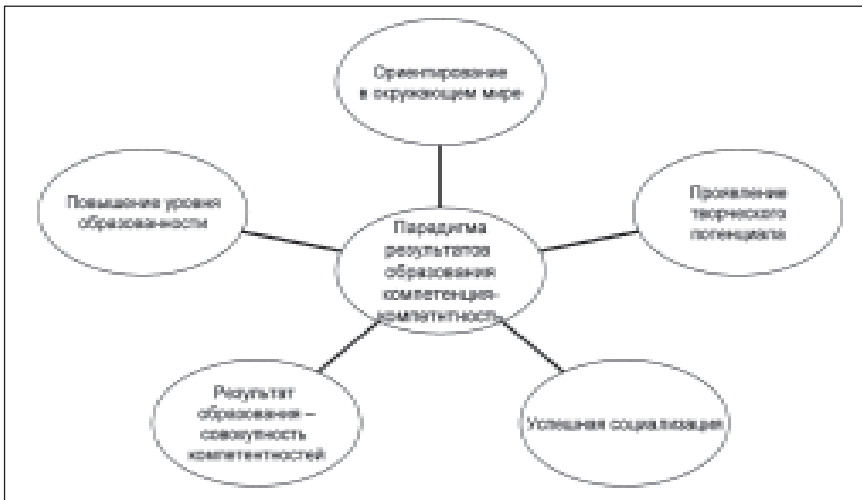 Ориентирование
в окружающем мире
Повышение уровня
образованности
Проявление
творческого
потенциала
Парадигма
результатов
образования
компетенция-
компетентность
Результат
образования –
совокупность
компетентностей
Успешная социализация